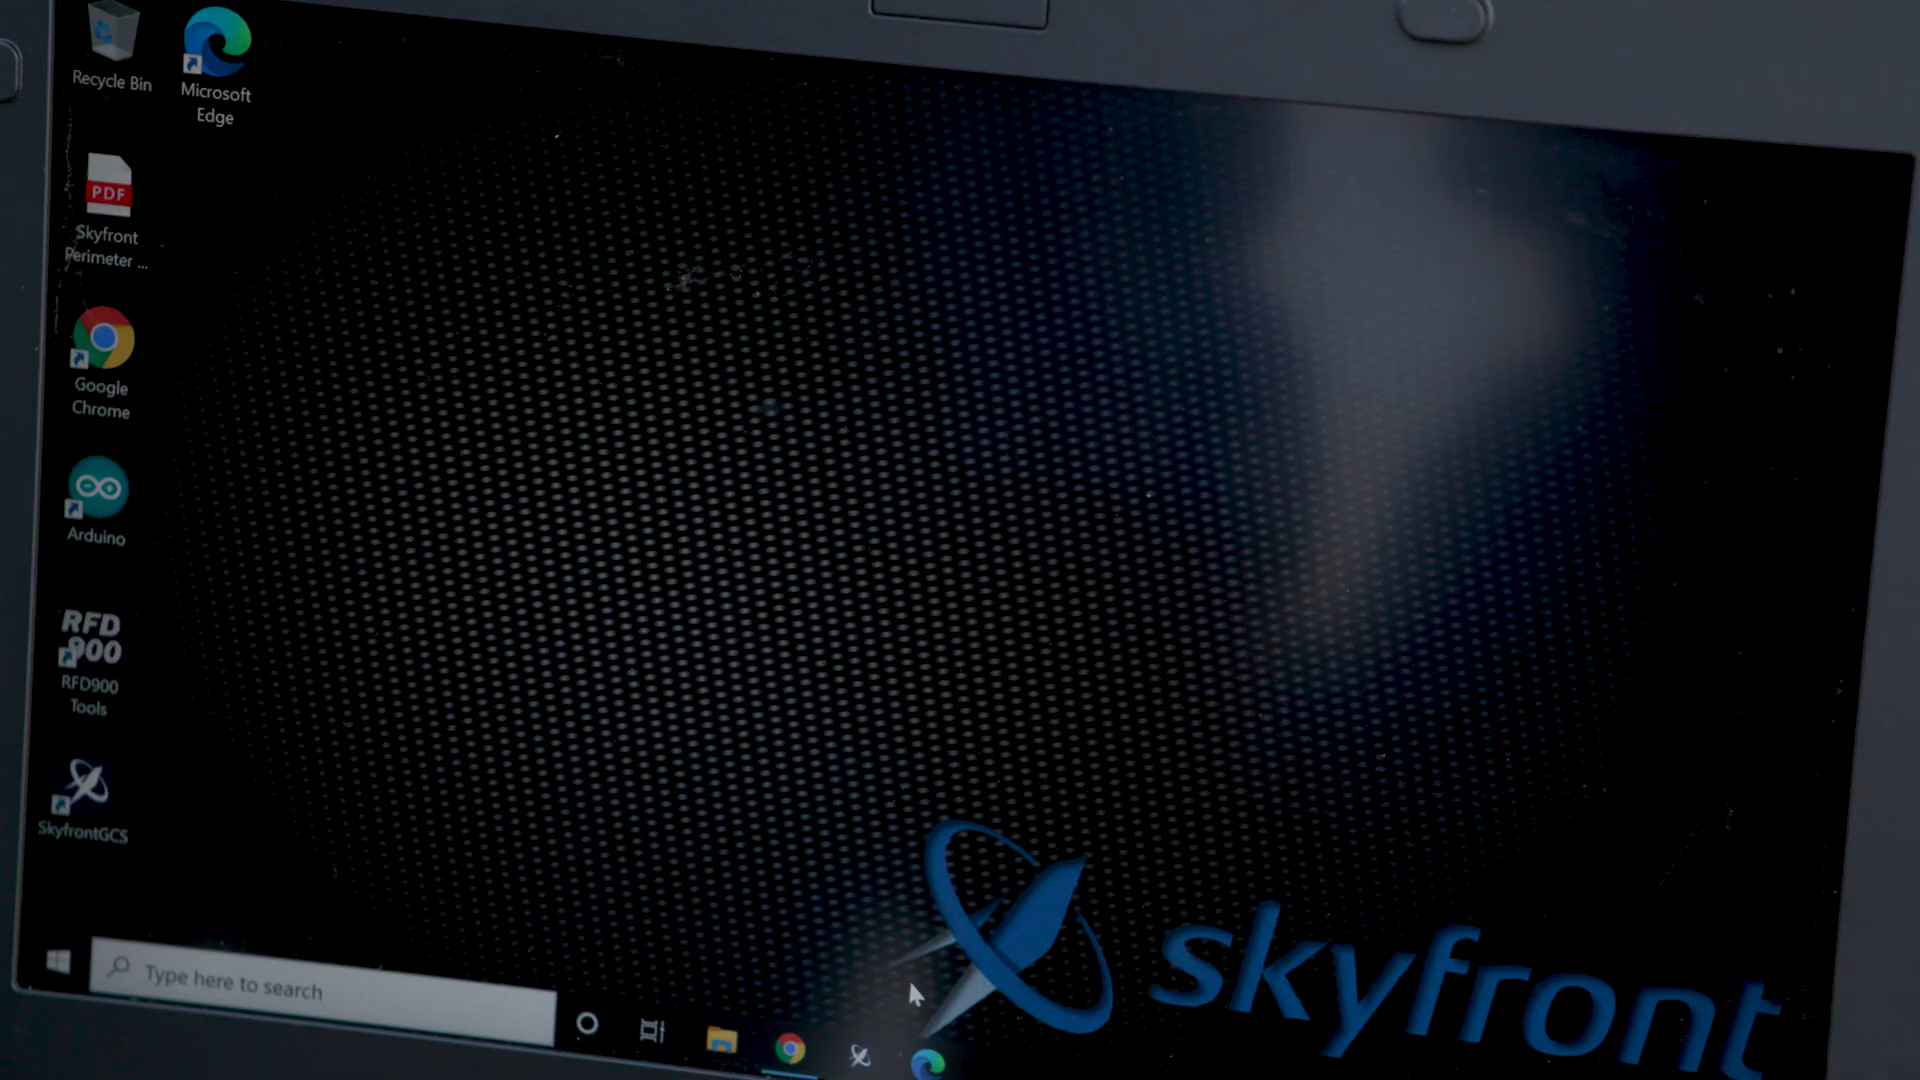 Recycle Bin
Microsoft
Edge
PDF
Skyfront
Perimeter ...
Google
Chrome
Arduino
RFD
900
RFD900
Tools
SkyfrontGCS
Type here to search
skyfront